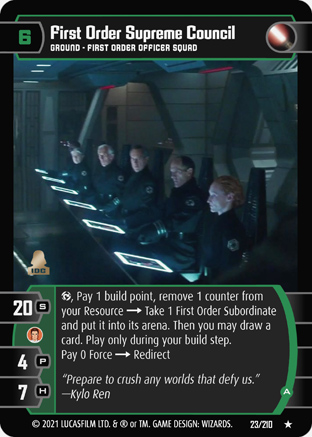 6 First Order Supreme Council
GROUND - FIRST ORDER OFFICER SQUAD
IDC
20 S
, Pay 1 build point, remove 1 counter from
your Resource → Take 1 First Order Subordinate
and put it into its arena. Then you may draw a
card. Play only during your build step.
4 P
Pay 0 Force → Redirect
7 H
“Prepare to crush any worlds that defy us.”
—Kylo Ren
A
© 2021 LUCASFILM LTD. & ® or TM. GAME DESIGN: WIZARDS. 23/210 ★